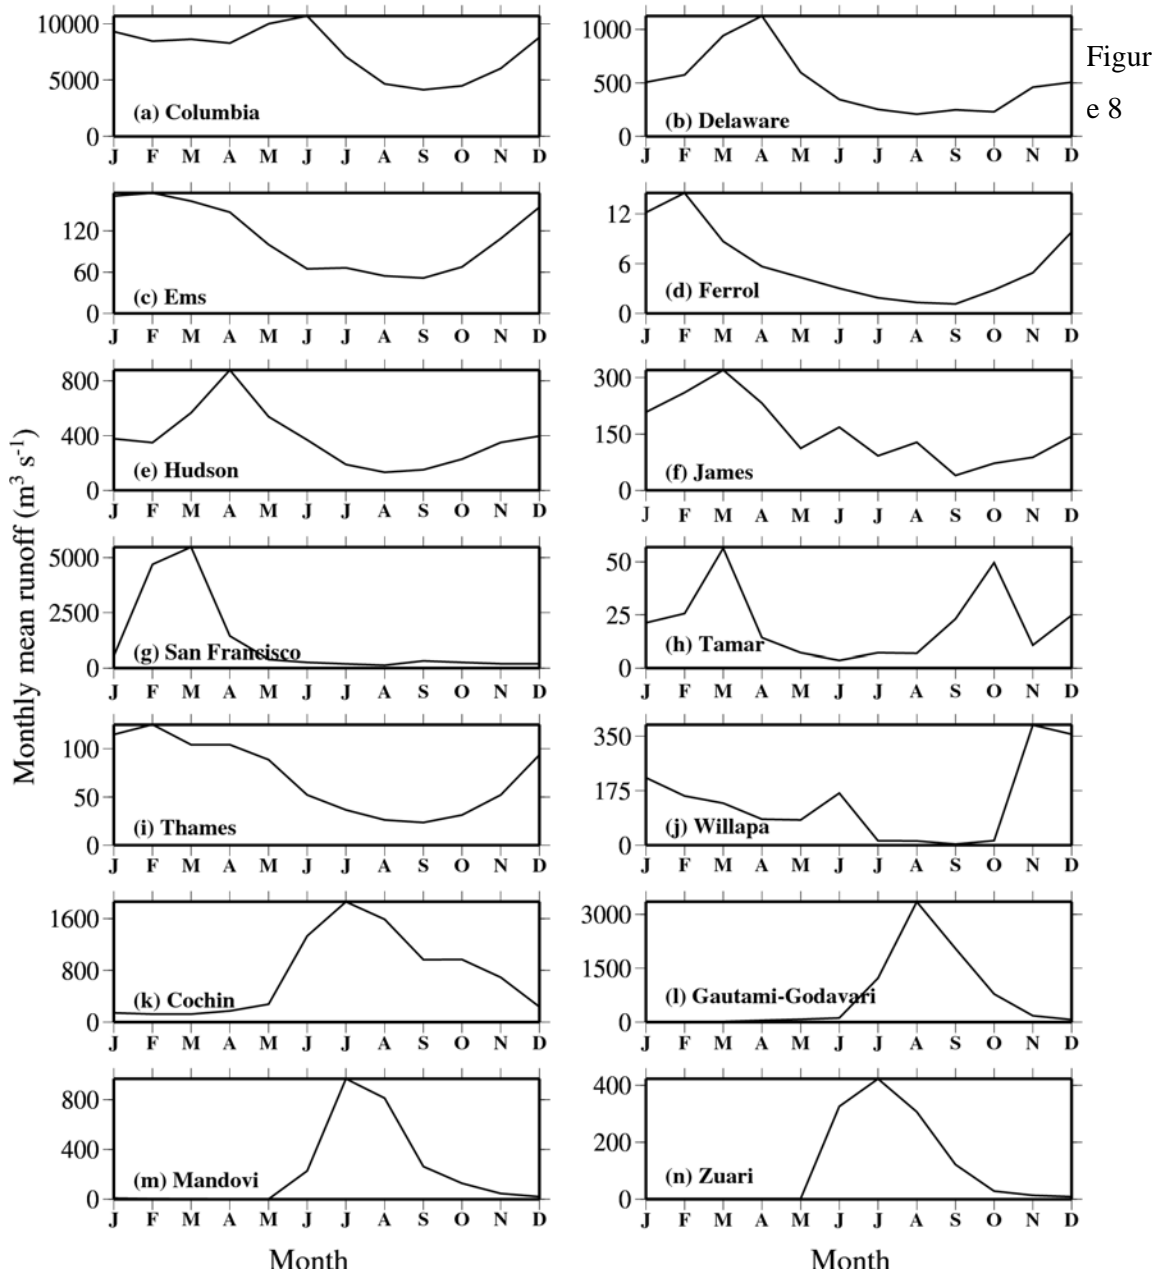 10000
5000
0
(a) Columbia
J F M A M J J A S O N D
1000
500
0
(b) Delaware
J F M A M J J A S O N D
Figur
e 8
120
60
0
(c) Ems
J F M A M J J A S O N D
12
6
0
(d) Ferrol
J F M A M J J A S O N D
800
400
0
(e) Hudson
J F M A M J J A S O N D
300
150
0
(f) James
J F M A M J J A S O N D
Monthly mean runoff (m³ s⁻¹)
5000
2500
0
(g) San Francisco
J F M A M J J A S O N D
50
25
0
(h) Tamar
J F M A M J J A S O N D
100
50
0
(i) Thames
J F M A M J J A S O N D
350
175
0
(j) Willapa
J F M A M J J A S O N D
1600
800
0
(k) Cochin
J F M A M J J A S O N D
3000
1500
0
(l) Gautami-Godavari
J F M A M J J A S O N D
800
400
0
(m) Mandovi
J F M A M J J A S O N D
Month
400
200
0
(n) Zuari
J F M A M J J A S O N D
Month